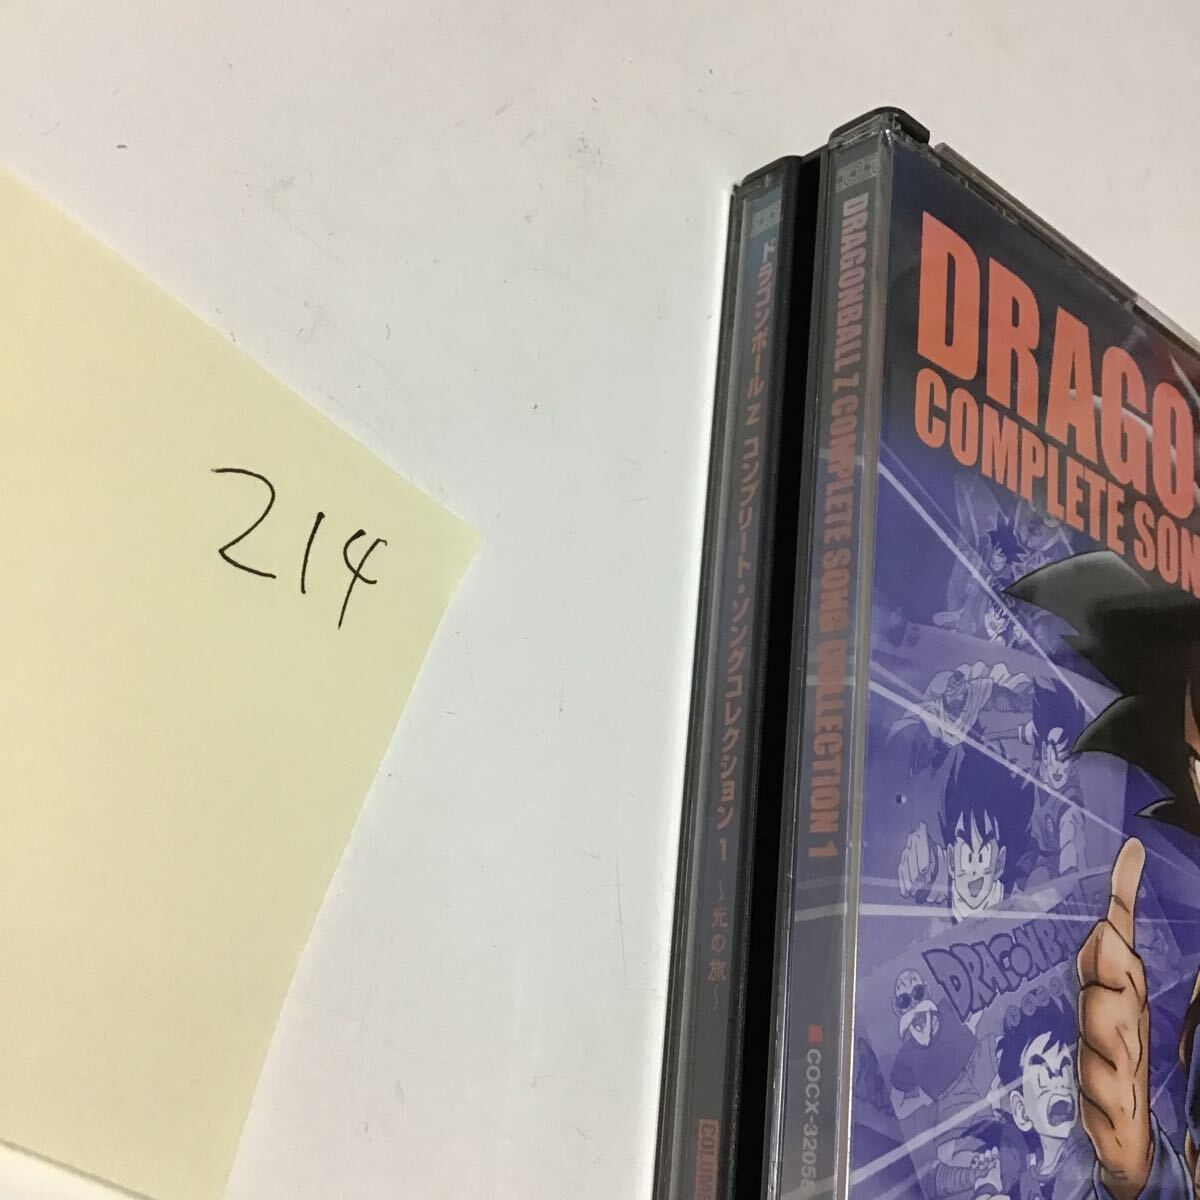 214
ドラゴンボールZ コンプリート・ソングコレクション 1 ～光の旅～
DRAGONBALL Z COMPLETE SONG COLLECTION 1
COCX-3205
DRAGO
COMPLETE SON
DRAGONBALL